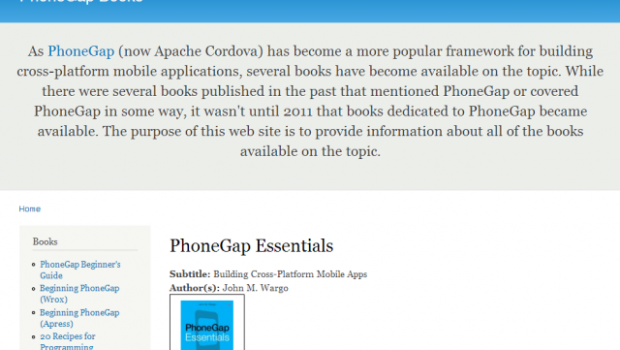 PhoneGap Books
As PhoneGap (now Apache Cordova) has become a more popular framework for building
cross-platform mobile applications, several books have become available on the topic. While
there were several books published in the past that mentioned PhoneGap or covered
PhoneGap in some way, it wasn't until 2011 that books dedicated to PhoneGap became
available. The purpose of this web site is to provide information about all of the books
available on the topic.
Home
Books
PhoneGap Beginner's
Guide
Beginning PhoneGap
(Wrox)
Beginning PhoneGap
(Apress)
20 Recipes for
Programming
PhoneGap Essentials
Subtitle: Building Cross-Platform Mobile Apps
Author(s): John M. Wargo
PhoneGap
Essentials